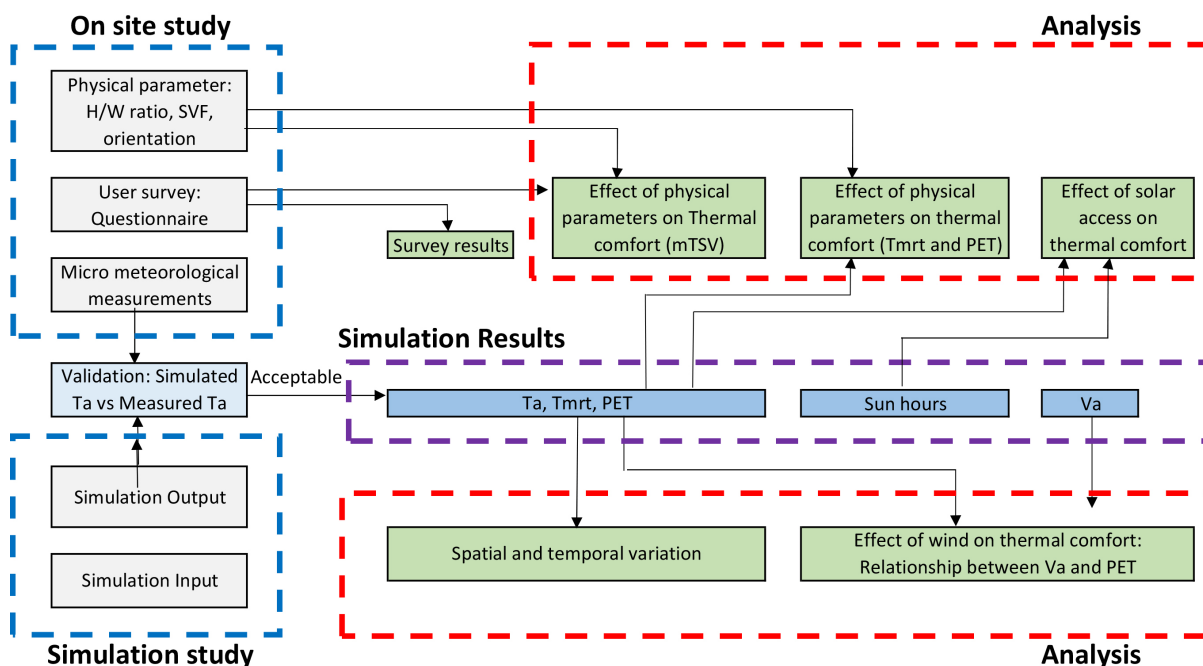 On site study
Analysis
Physical parameter:
H/W ratio, SVF,
orientation
User survey:
Questionnaire
Effect of physical
parameters on Thermal
comfort (mTSV)
Effect of physical
parameters on thermal
comfort (Tmrt and PET)
Effect of solar
access on
thermal comfort
Survey results
Micro meteorological
measurements
Simulation Results
Validation: Simulated
Ta vs Measured Ta
Acceptable
Ta, Tmrt, PET
Sun hours
Va
Simulation Output
Spatial and temporal variation
Effect of wind on thermal comfort:
Relationship between Va and PET
Simulation Input
Simulation study
Analysis